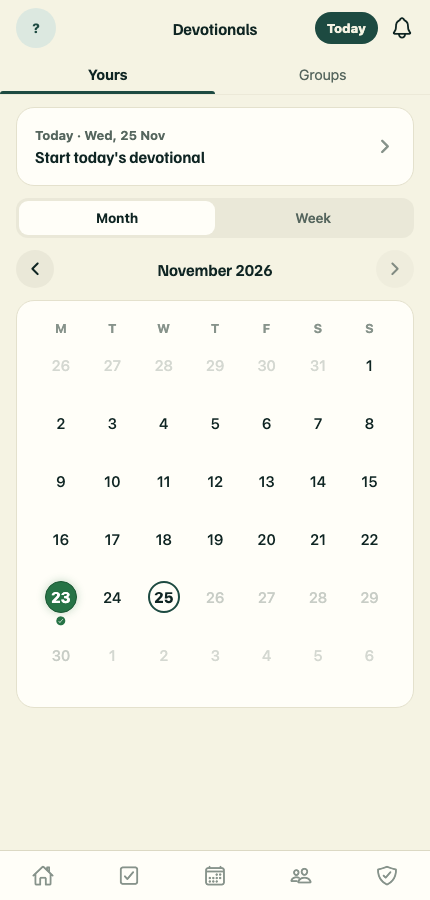 ? Devotionals Today
Yours Groups
Today · Wed, 25 Nov
Start today's devotional
Month Week
November 2026
M T W T F S S
26 27 28 29 30 31 1
2 3 4 5 6 7 8
9 10 11 12 13 14 15
16 17 18 19 20 21 22
23 24 25 26 27 28 29
30 1 2 3 4 5 6